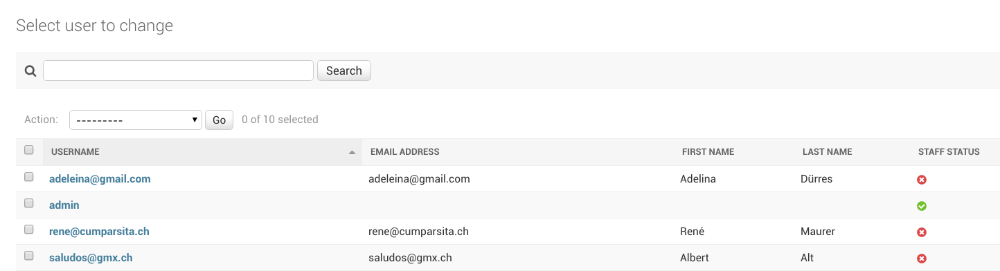 Select user to change
Search
Action: --------- Go 0 of 10 selected
USERNAME EMAIL ADDRESS FIRST NAME LAST NAME STAFF STATUS
adeleina@gmail.com adeleina@gmail.com Adelina Dürres
admin
rene@cumparsita.ch rene@cumparsita.ch René Maurer
saludos@gmx.ch saludos@gmx.ch Albert Alt